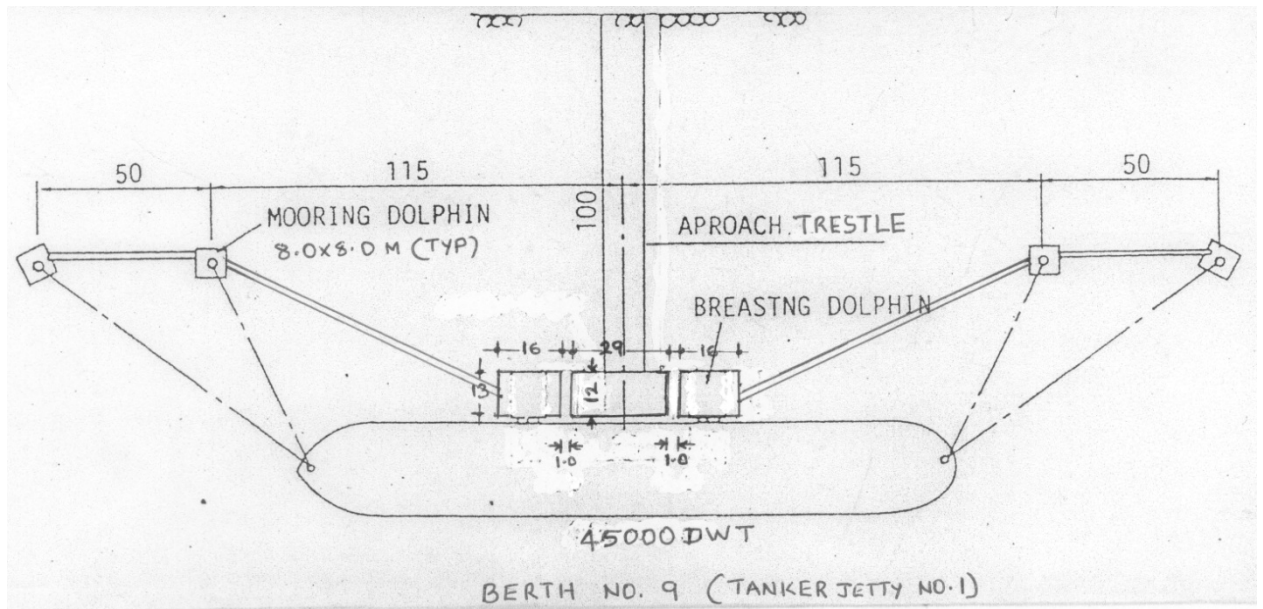 50
115
115
50
MOORING DOLPHIN
8.0x8.0 M (TYP)
100
APROACH TRESTLE
BREASTNG DOLPHIN
16
29
16
13
12
1.0
1.0
45000 DWT
BERTH NO. 9 (TANKER JETTY NO.1)